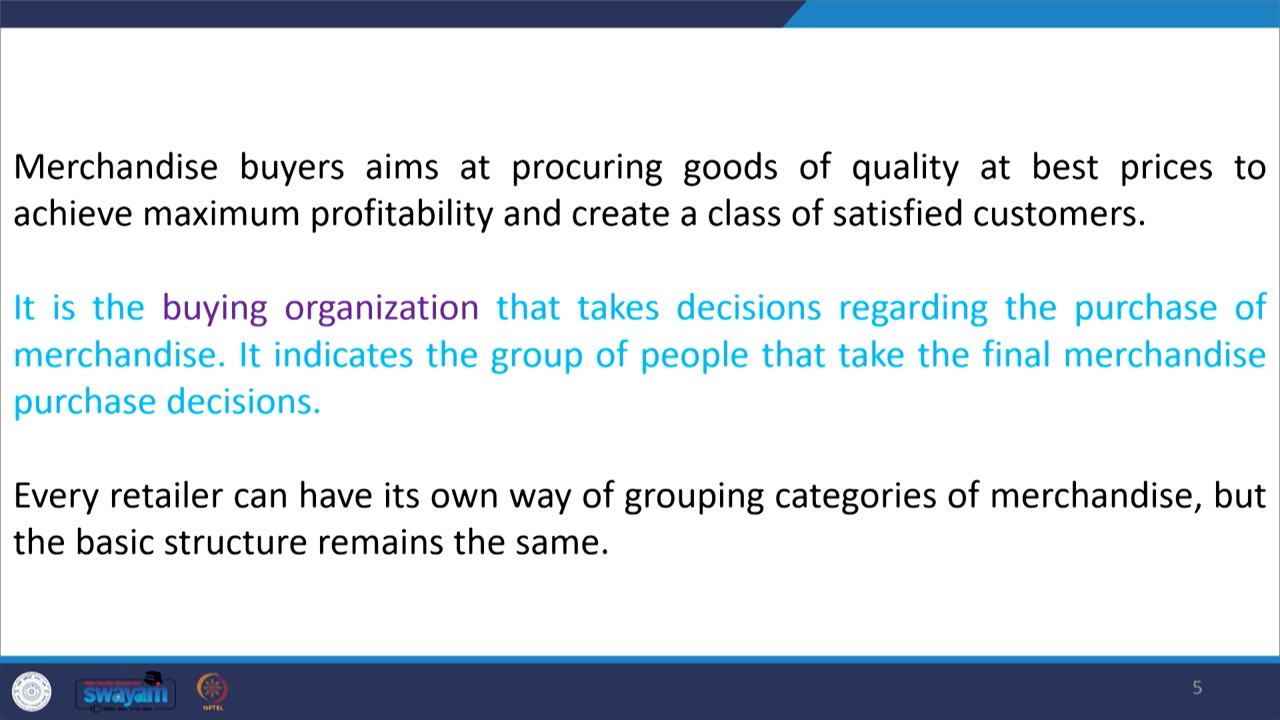 Merchandise buyers aims at procuring goods of quality at best prices to
achieve maximum profitability and create a class of satisfied customers.
It is the buying organization that takes decisions regarding the purchase of
merchandise. It indicates the group of people that take the final merchandise
purchase decisions.
Every retailer can have its own way of grouping categories of merchandise, but
the basic structure remains the same.
swayam
NPTEL
5